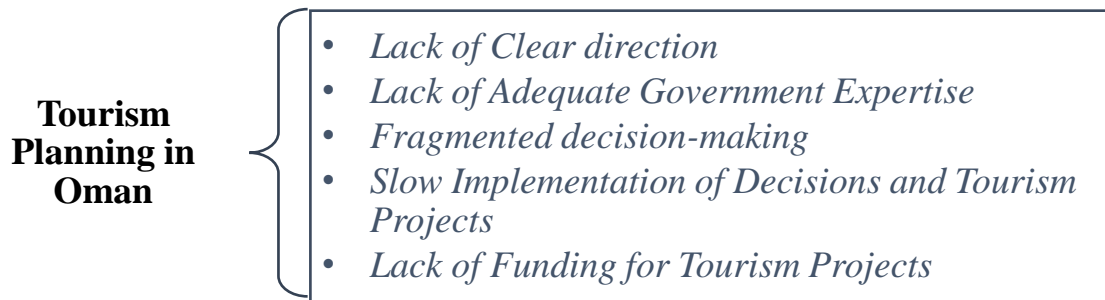 Tourism
Planning in
Oman
• Lack of Clear direction
• Lack of Adequate Government Expertise
• Fragmented decision-making
• Slow Implementation of Decisions and Tourism
Projects
• Lack of Funding for Tourism Projects